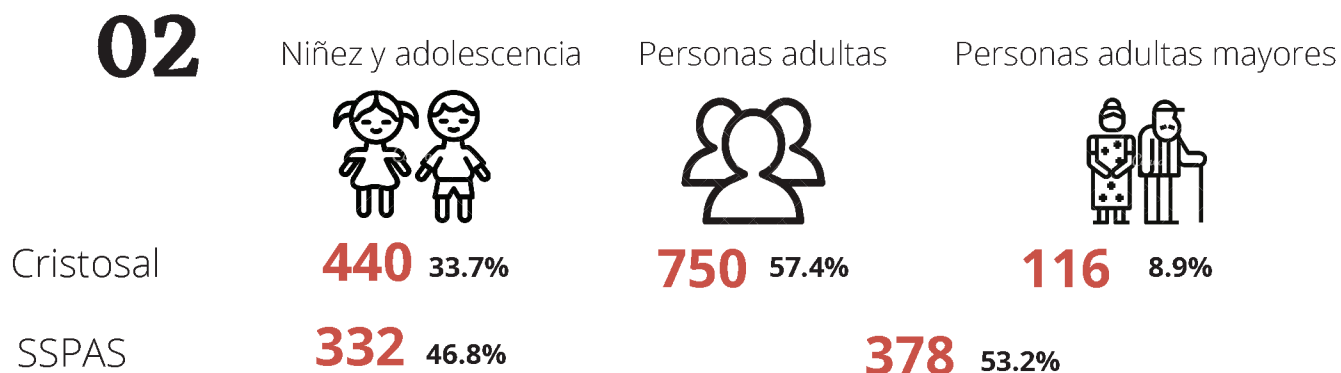 02
Niñez y adolescencia Personas adultas Personas adultas mayores
Cristosal 440 33.7% 750 57.4% 116 8.9%
SSPAS 332 46.8% 378 53.2%